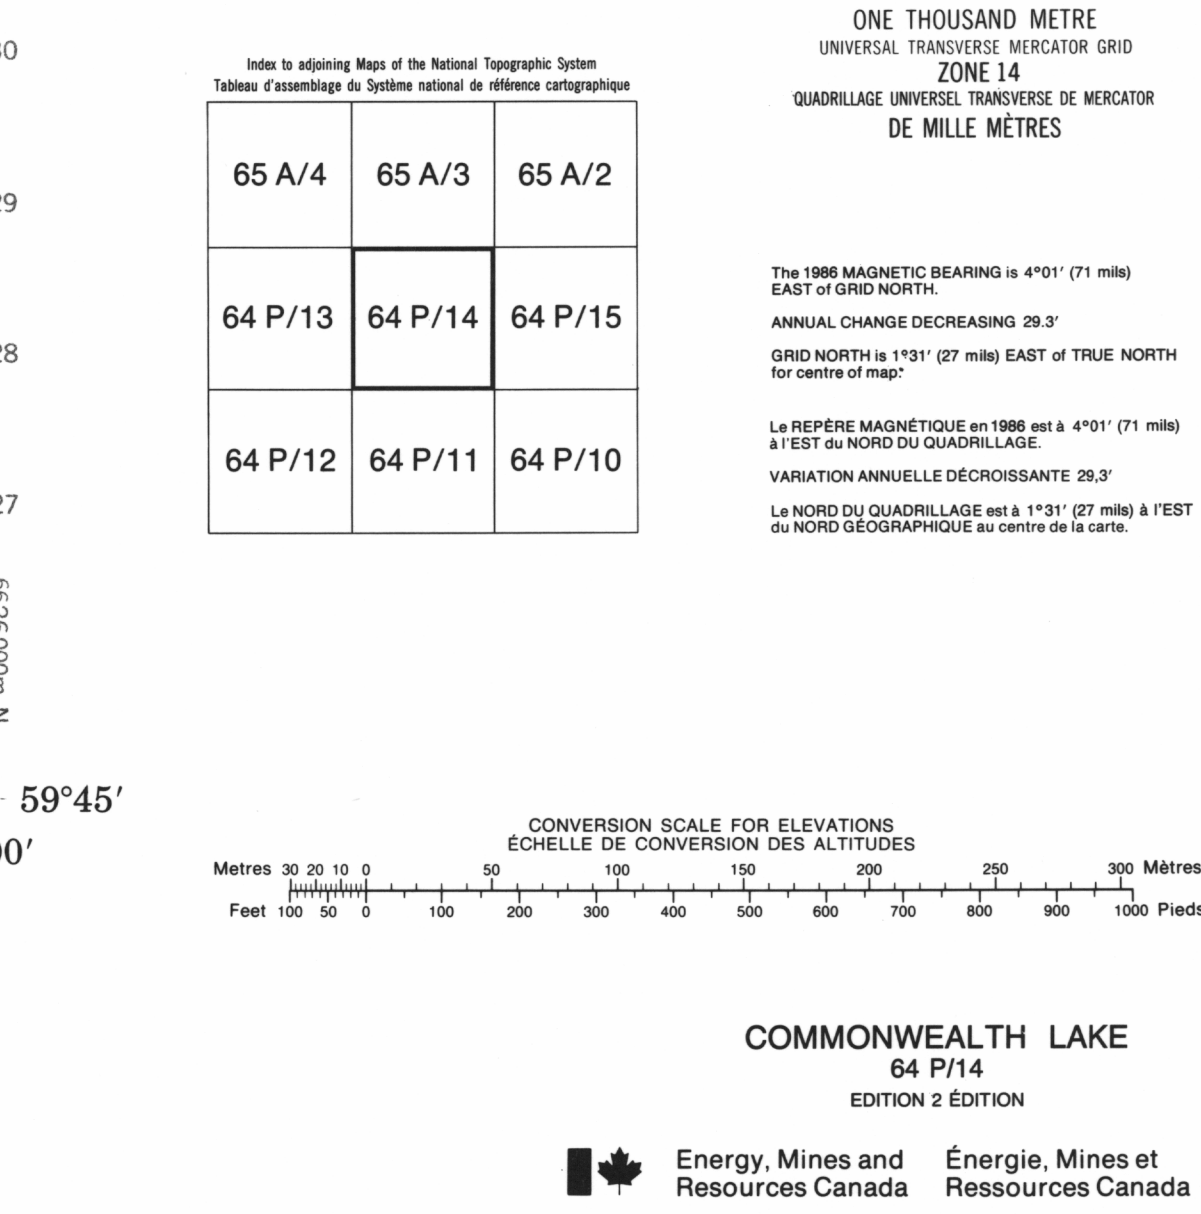 ONE THOUSAND METRE
UNIVERSAL TRANSVERSE MERCATOR GRID
ZONE 14
QUADRILLAGE UNIVERSEL TRANSVERSE DE MERCATOR
DE MILLE MÈTRES
Index to adjoining Maps of the National Topographic System
Tableau d'assemblage du Système national de référence cartographique
65 A/4 65 A/3 65 A/2
64 P/13 64 P/14 64 P/15
64 P/12 64 P/11 64 P/10
The 1986 MAGNETIC BEARING is 4°01′ (71 mils)
EAST of GRID NORTH.
ANNUAL CHANGE DECREASING 29.3′
GRID NORTH is 1°31′ (27 mils) EAST of TRUE NORTH
for centre of map.
Le REPÈRE MAGNÉTIQUE en 1986 est à 4°01′ (71 mils)
à l'EST du NORD DU QUADRILLAGE.
VARIATION ANNUELLE DÉCROISSANTE 29,3′
Le NORD DU QUADRILLAGE est à 1°31′ (27 mils) à l'EST
du NORD GÉOGRAPHIQUE au centre de la carte.
59°45′
CONVERSION SCALE FOR ELEVATIONS
ÉCHELLE DE CONVERSION DES ALTITUDES
Metres 30 20 10 0 50 100 150 200 250 300 Mètres
Feet 100 50 0 100 200 300 400 500 600 700 800 900 1000 Pieds
COMMONWEALTH LAKE
64 P/14
EDITION 2 ÉDITION
Energy, Mines and
Resources Canada
Énergie, Mines et
Ressources Canada